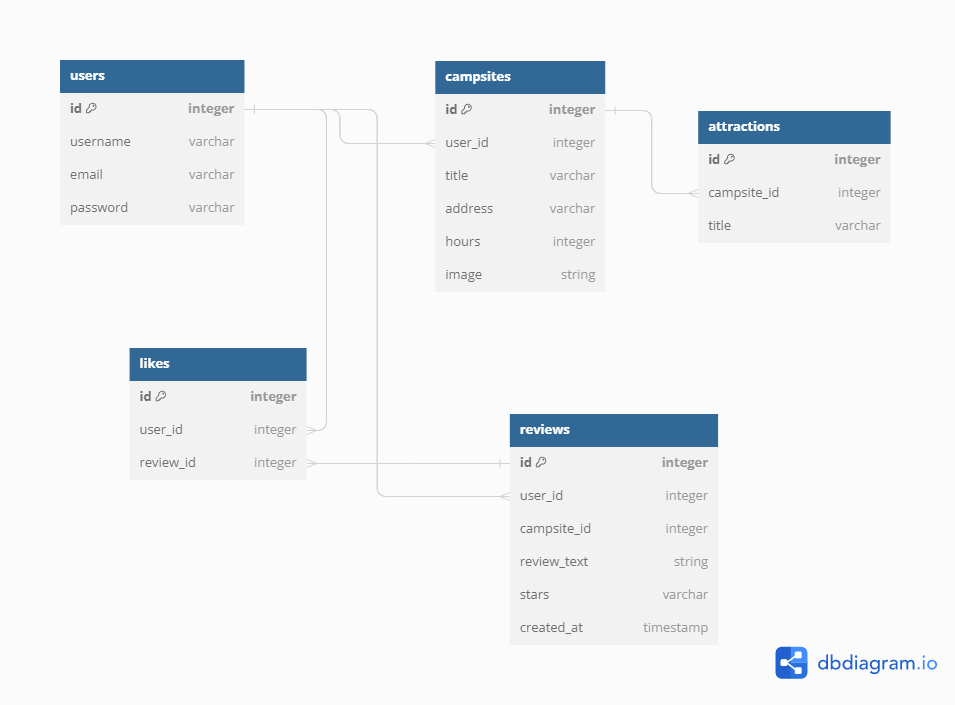 users
id integer
username varchar
email varchar
password varchar
campsites
id integer
user_id integer
title varchar
address varchar
hours integer
image string
attractions
id integer
campsite_id integer
title varchar
likes
id integer
user_id integer
review_id integer
reviews
id integer
user_id integer
campsite_id integer
review_text string
stars varchar
created_at timestamp
dbdiagram.io